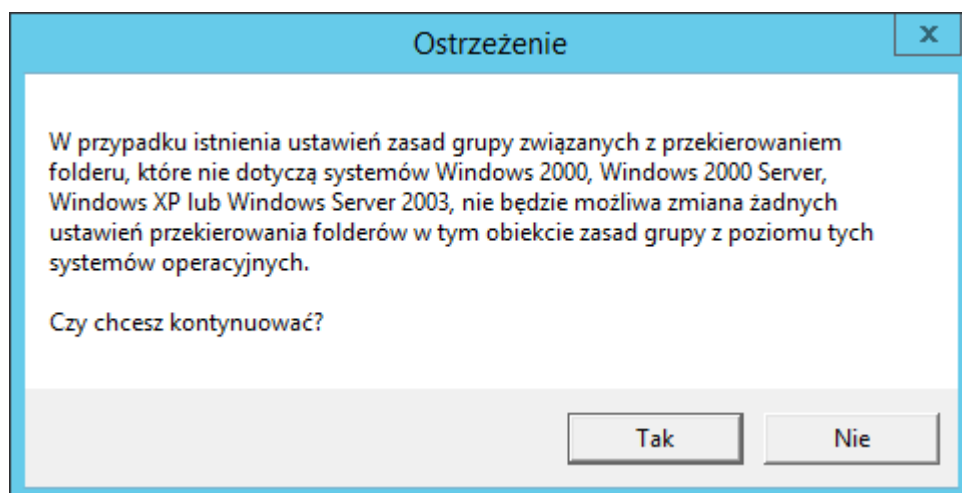 Ostrzeżenie
x
W przypadku istnienia ustawień zasad grupy związanych z przekierowaniem
folderu, które nie dotyczą systemów Windows 2000, Windows 2000 Server,
Windows XP lub Windows Server 2003, nie będzie możliwa zmiana żadnych
ustawień przekierowania folderów w tym obiekcie zasad grupy z poziomu tych
systemów operacyjnych.
Czy chcesz kontynuować?
Tak
Nie